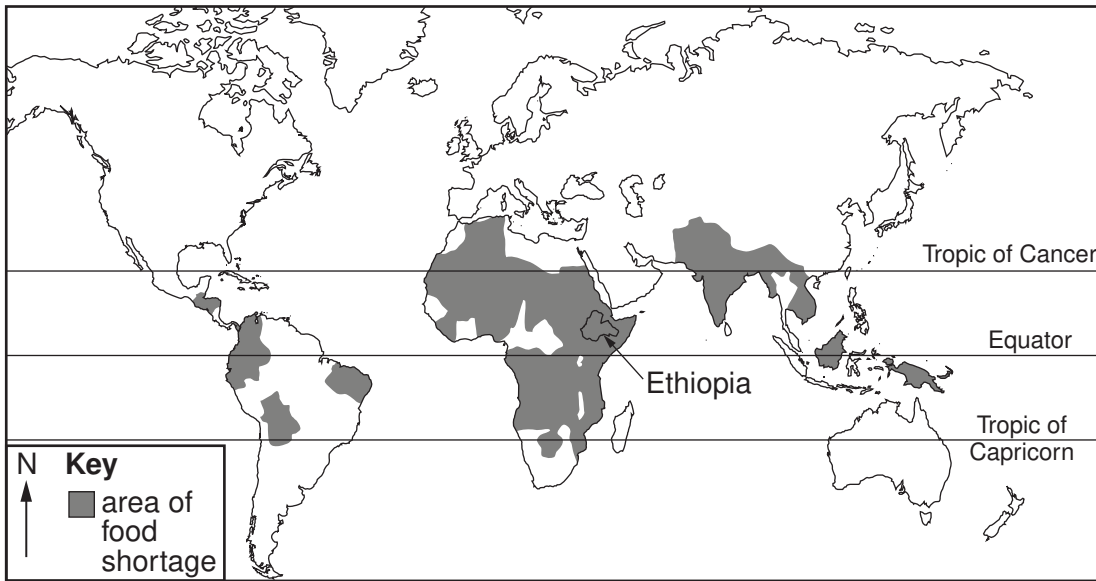 Tropic of Cancer
Equator
Ethiopia
Tropic of
Capricorn
N
Key
area of
food
shortage